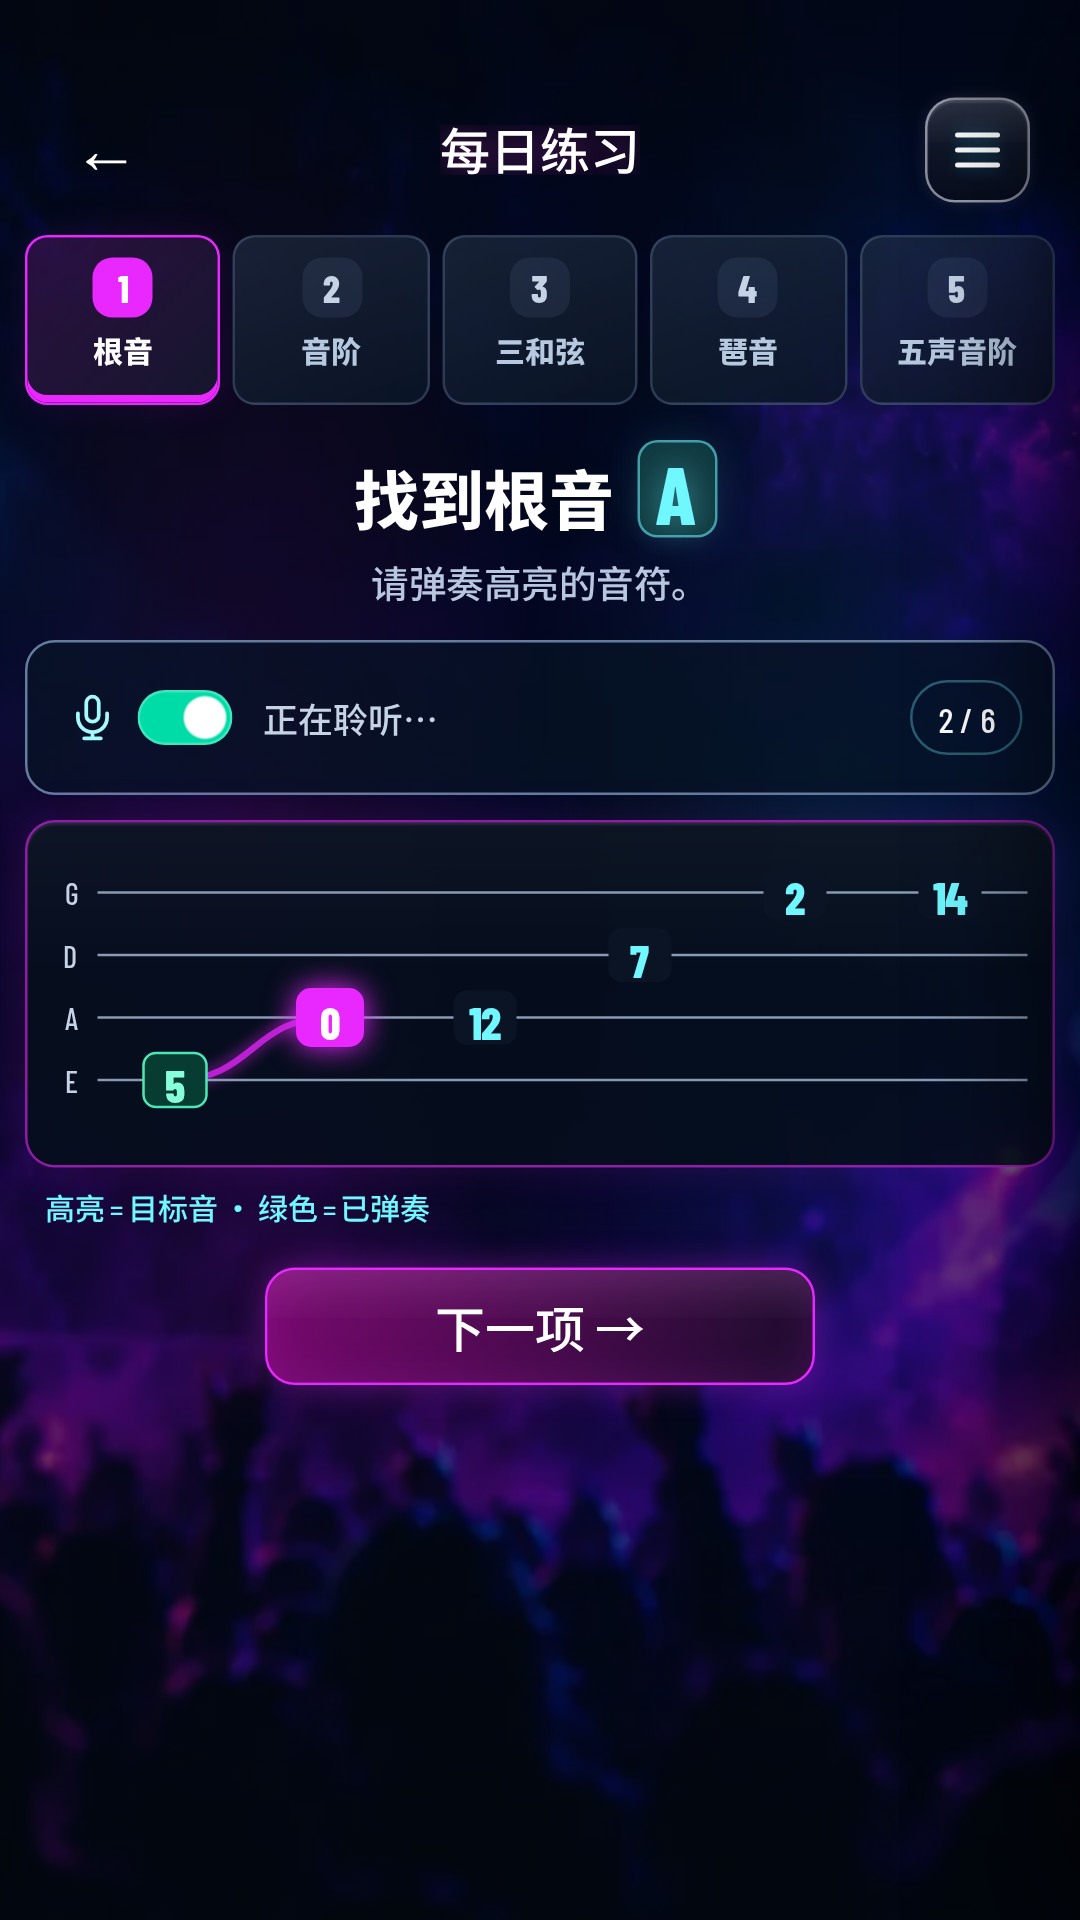 ← 每日练习
1 2 3 4 5
根音 音阶 三和弦 琶音 五声音阶
找到根音 A
请弹奏高亮的音符。
正在聆听… 2 / 6
G 2 14
D 7
A 0 12
E 5
高亮 = 目标音 • 绿色 = 已弹奏
下一项 →